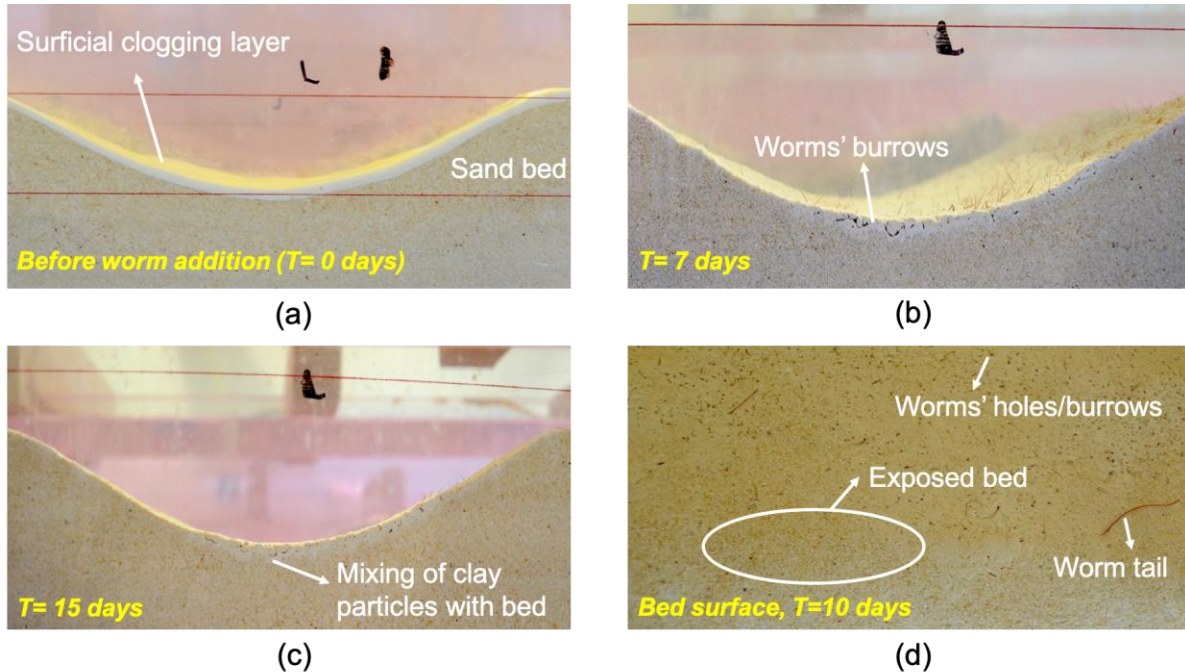 Surficial clogging layer
Sand bed
Before worm addition (T= 0 days)
(a)
Worms' burrows
T= 7 days
(b)
Mixing of clay
particles with bed
T= 15 days
(c)
Worms' holes/burrows
Exposed bed
Worm tail
Bed surface, T=10 days
(d)